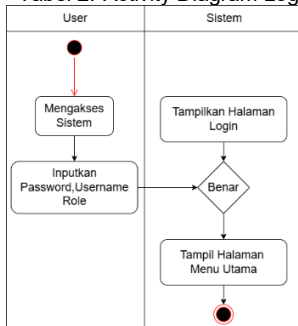 Tabel 2. Activity Diagram Log
User
Sistem
Mengakses
Sistem
Tampilkan Halaman
Login
Inputkan
Password,Username
Role
Benar
Tampil Halaman
Menu Utama